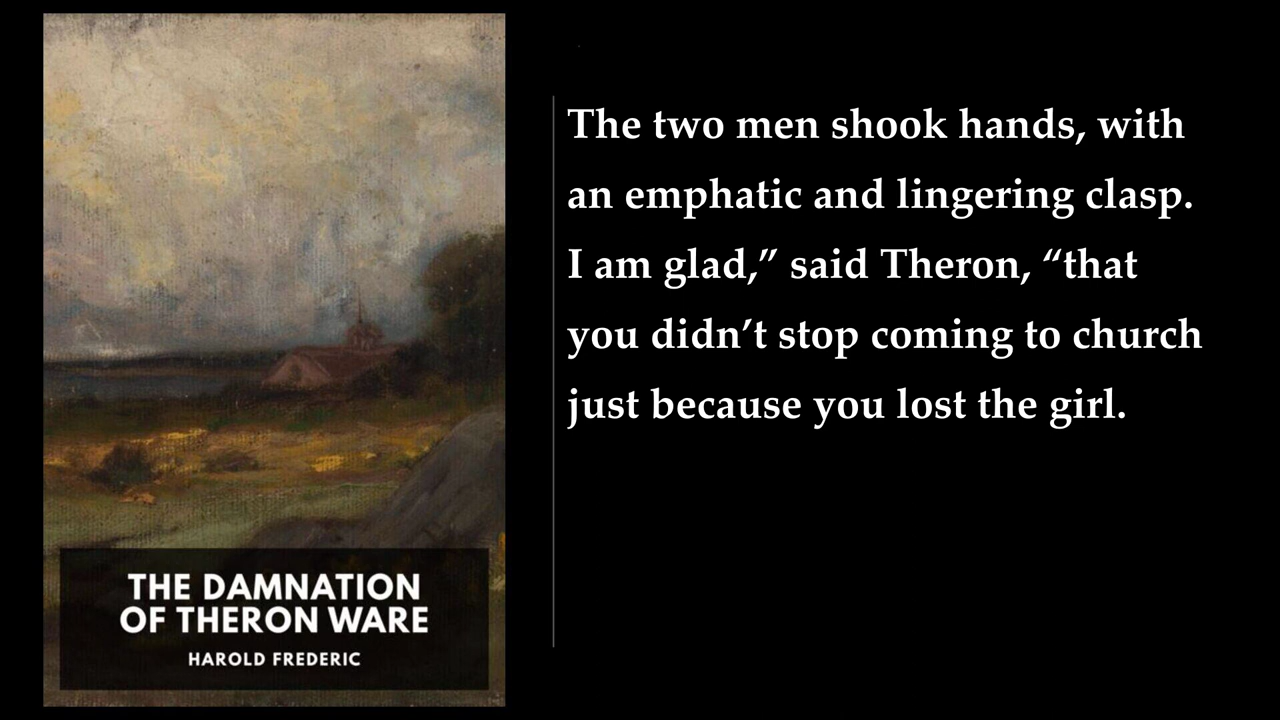 The two men shook hands, with
an emphatic and lingering clasp.
I am glad,” said Theron, “that
you didn’t stop coming to church
just because you lost the girl.
THE DAMNATION
OF THERON WARE
HAROLD FREDERIC